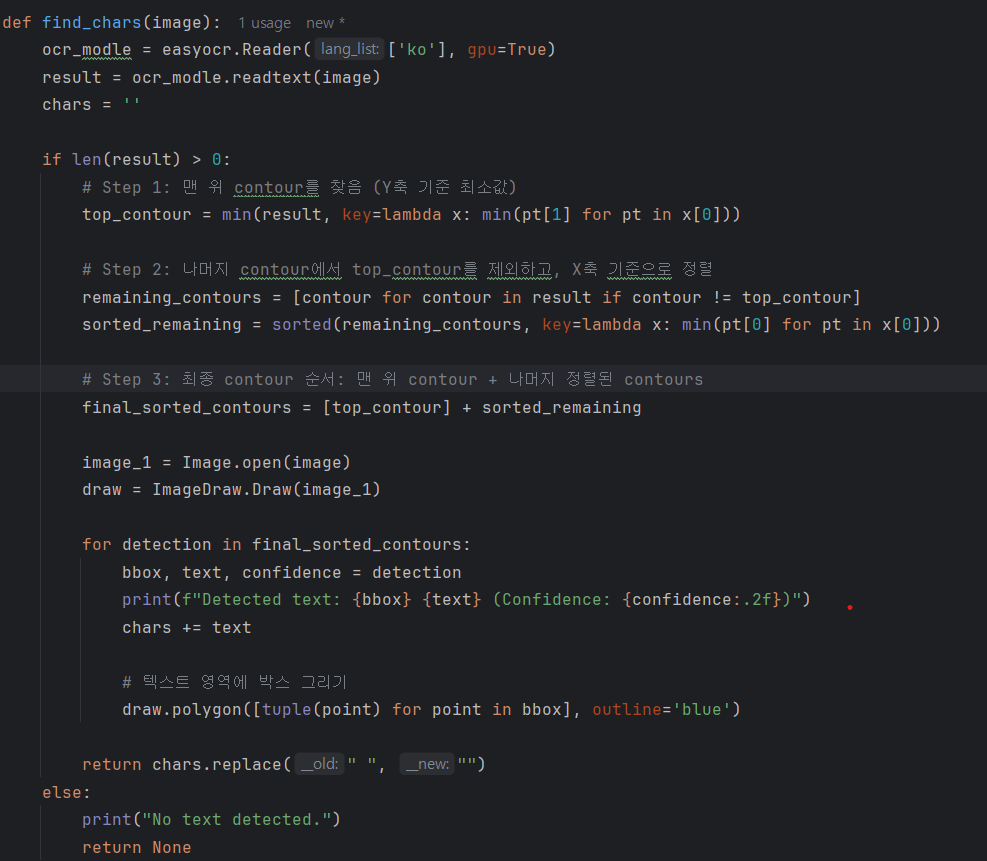 def find_chars(image):  1 usage  new *
    ocr_modle = easyocr.Reader( lang_list: ['ko'], gpu=True)
    result = ocr_modle.readtext(image)
    chars = ''
    if len(result) > 0:
        # Step 1: 맨 위 contour를 찾음 (Y축 기준 최소값)
        top_contour = min(result, key=lambda x: min(pt[1] for pt in x[0]))
        # Step 2: 나머지 contour에서 top_contour를 제외하고, X축 기준으로 정렬
        remaining_contours = [contour for contour in result if contour != top_contour]
        sorted_remaining = sorted(remaining_contours, key=lambda x: min(pt[0] for pt in x[0]))
        # Step 3: 최종 contour 순서: 맨 위 contour + 나머지 정렬된 contours
        final_sorted_contours = [top_contour] + sorted_remaining
        image_1 = Image.open(image)
        draw = ImageDraw.Draw(image_1)
        for detection in final_sorted_contours:
            bbox, text, confidence = detection
            print(f"Detected text: {bbox} {text} (Confidence: {confidence:.2f})")
            chars += text
            # 텍스트 영역에 박스 그리기
            draw.polygon([tuple(point) for point in bbox], outline='blue')
        return chars.replace( __old: " ", __new: "")
    else:
        print("No text detected.")
        return None